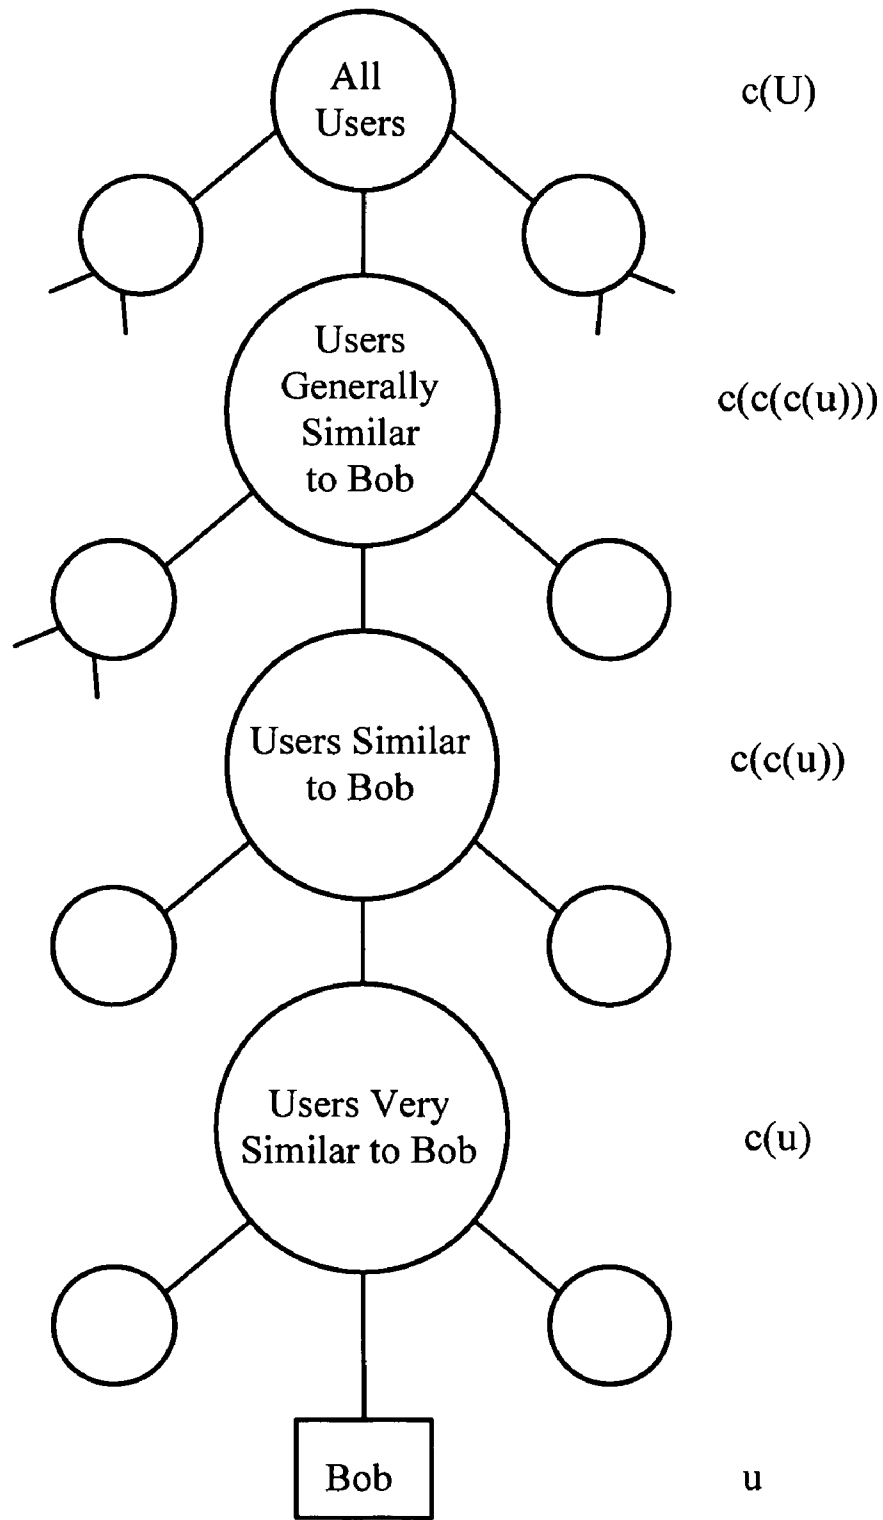 All
Users
c(U)
Users
Generally
Similar
to Bob
c(c(c(u)))
Users Similar
to Bob
c(c(u))
Users Very
Similar to Bob
c(u)
Bob
u